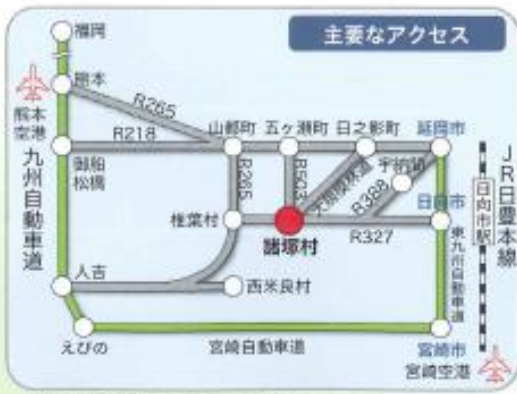 主要なアクセス
福岡
熊本
熊本
空港
R265
R218
山都町
五ヶ瀬町
日之影町
延岡市
御船
松橋
九州自動車道
R265
R503
大規模林道
宇納間
R388
椎葉村
諸塚村
R327
日向市
日向市駅
JR日豊本線
東九州自動車道
人吉
西米良村
えびの
宮崎自動車道
宮崎市
宮崎空港